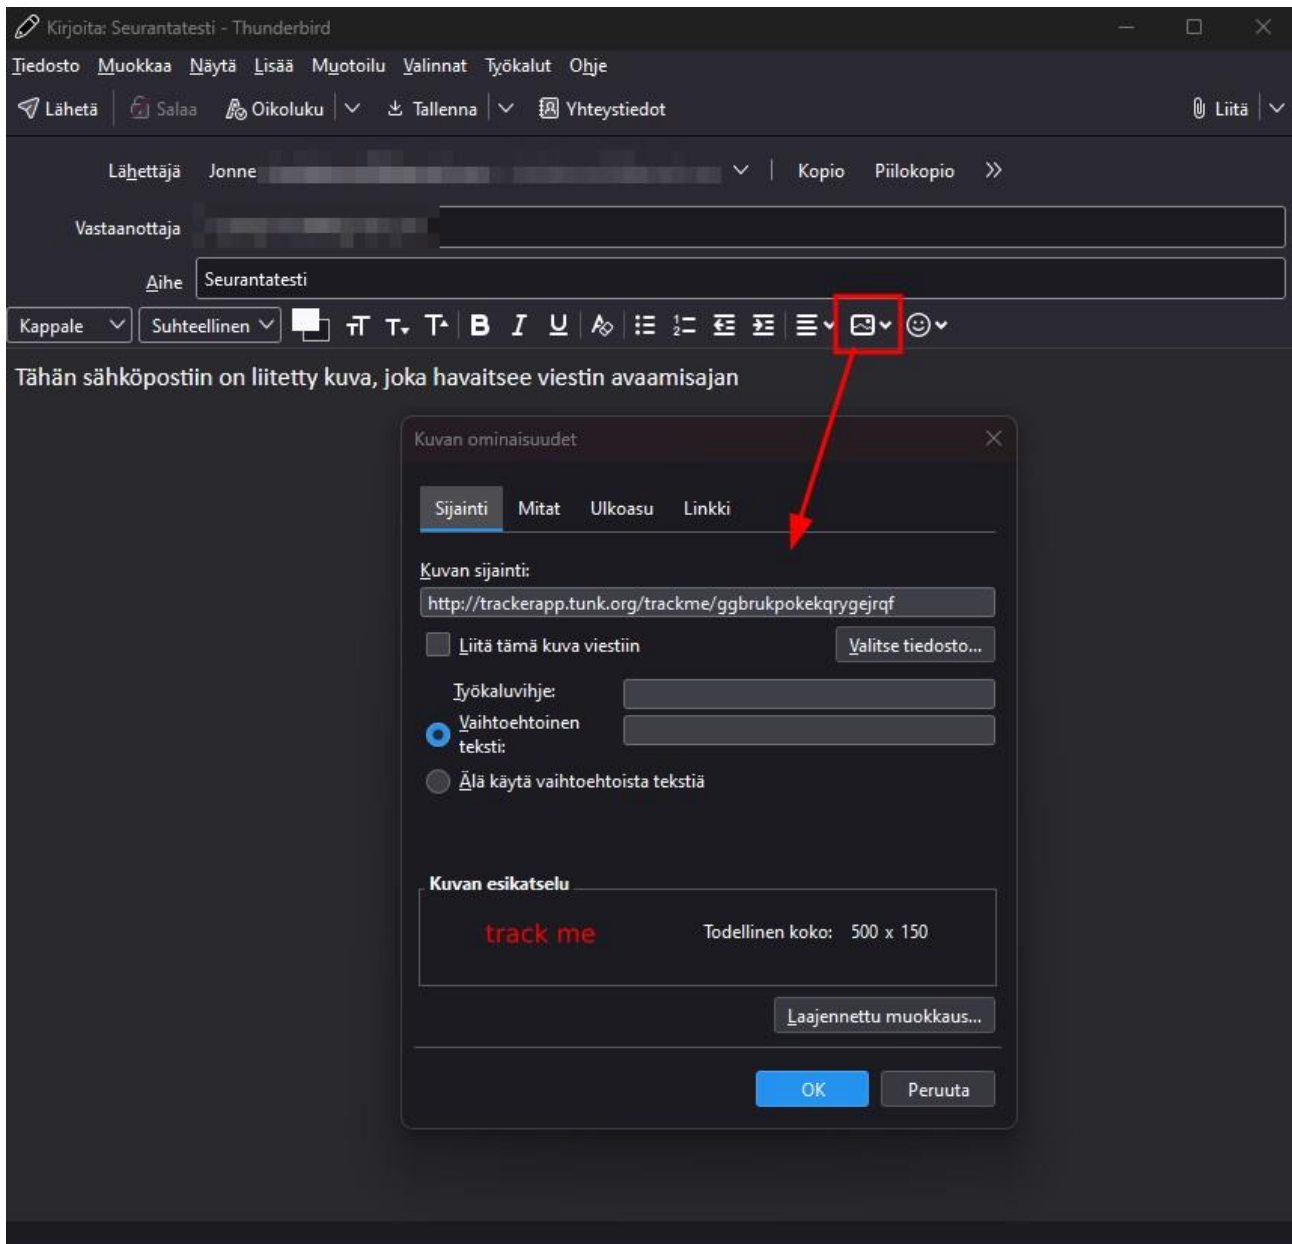 Kirjoita: Seurantatesti - Thunderbird
Tiedosto Muokkaa Näytä Lisää Muotoilu Valinnat Työkalut Ohje
Lähetä Salaa Oikoluku Tallenna Yhteystiedot Liitä
Lähettäjä Jonne Kopio Piilokopio
Vastaanottaja
Aihe Seurantatesti
Kappale Suhteellinen
Tähän sähköpostiin on liitetty kuva, joka havaitsee viestin avaamisajan
Kuvan ominaisuudet
Sijainti Mitat Ulkoasu Linkki
Kuvan sijainti:
http://trackerapp.tunk.org/trackme/ggbrukpokekqrygejrqf
Liitä tämä kuva viestiin Valitse tiedosto...
Työkaluvihje:
Vaihtoehtoinen
teksti:
Älä käytä vaihtoehtoista tekstiä
Kuvan esikatselu
track me Todellinen koko: 500 x 150
Laajennettu muokkaus...
OK Peruuta